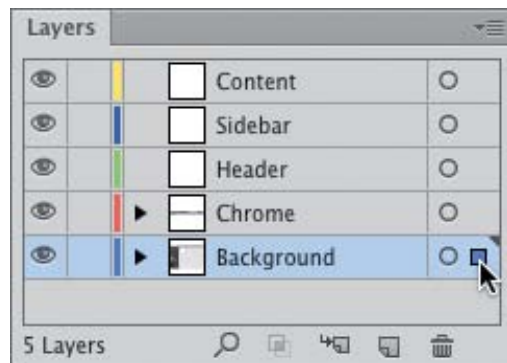 Layers
Content
Sidebar
Header
Chrome
Background
5 Layers